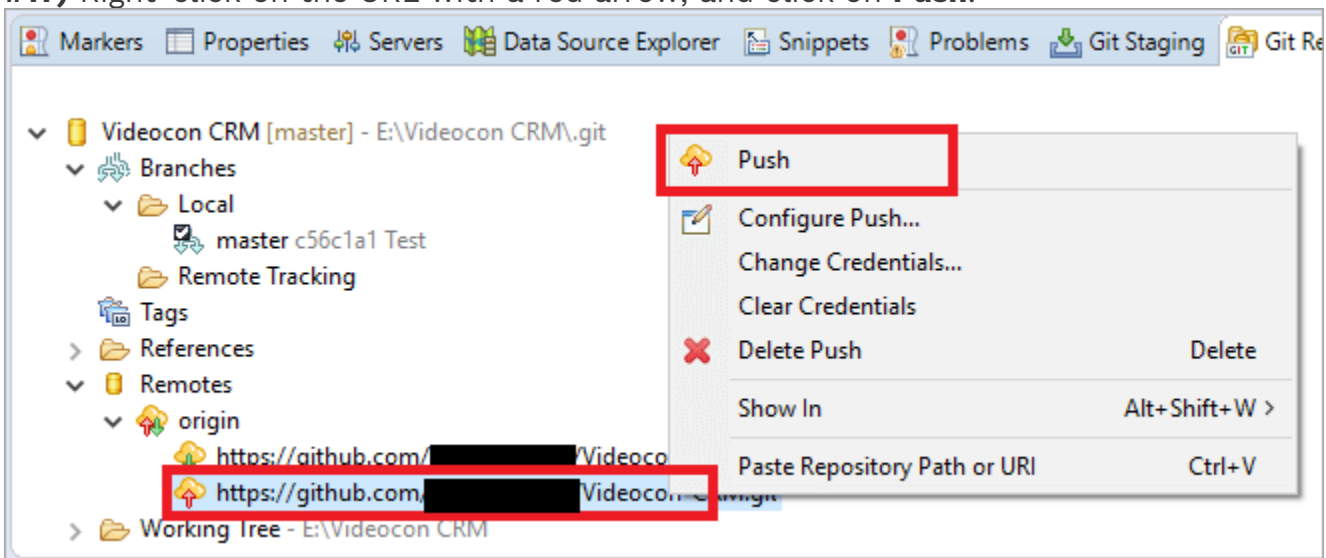 Right-click on the URL with a red arrow, and click on Push.
Markers Properties Servers Data Source Explorer Snippets Problems Git Staging Git Re
Videocon CRM [master] - E:\Videocon CRM\.git
Branches
Local
master c56c1a1 Test
Remote Tracking
Tags
References
Remotes
origin
https://github.com/ /Videoco
https://github.com/ Videocon-CRM.git
Working Tree - E:\Videocon CRM
Push
Configure Push...
Change Credentials...
Clear Credentials
Delete Push Delete
Show In Alt+Shift+W >
Paste Repository Path or URI Ctrl+V